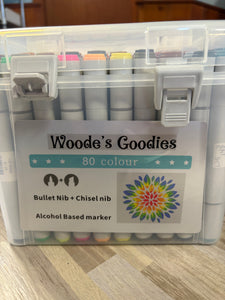 Woode's Goodies
80 colour
Bullet Nib + Chisel nib
Alcohol Based marker